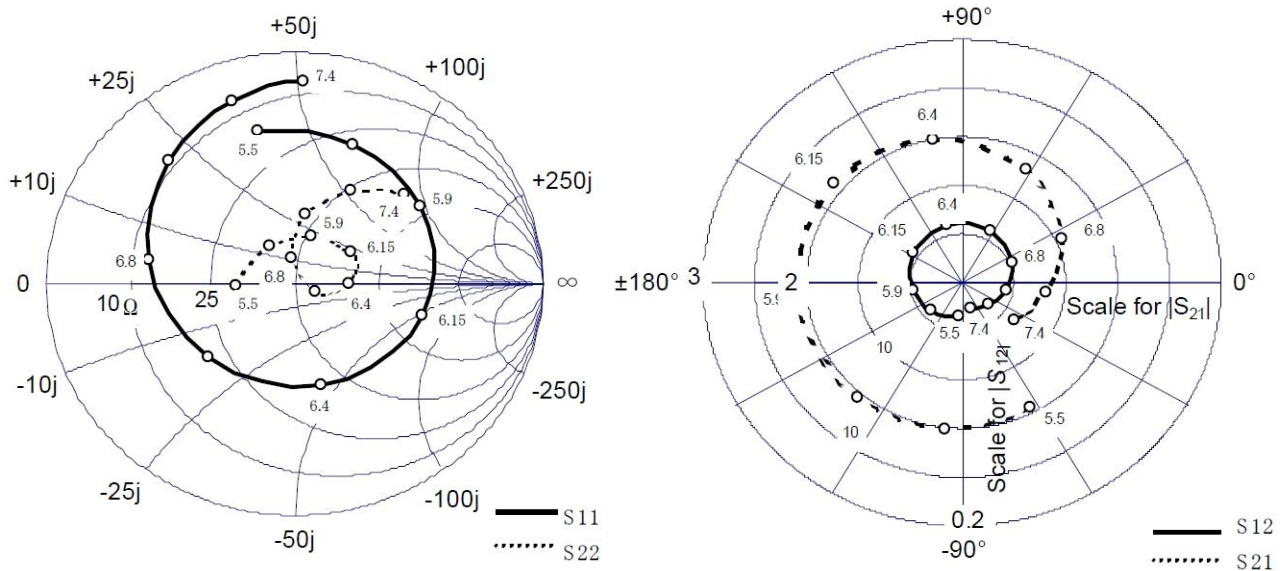 +50j
+25j
+100j
7.4
5.5
+10j
+250j
5.9
7.4
5.9
6.15
6.8
6.8
0
10Ω
25
5.5
6.4
∞
6.15
-10j
-250j
6.4
-25j
-100j
-50j
S11
S22
+90°
6.4
6.15
6.4
6.15
6.8
6.8
±180°
3
2
0°
5.9
5.9
Scale for |S21|
5.5
7.4
7.4
10
Scale for |S12|
5.5
10
0.2
-90°
S12
S21